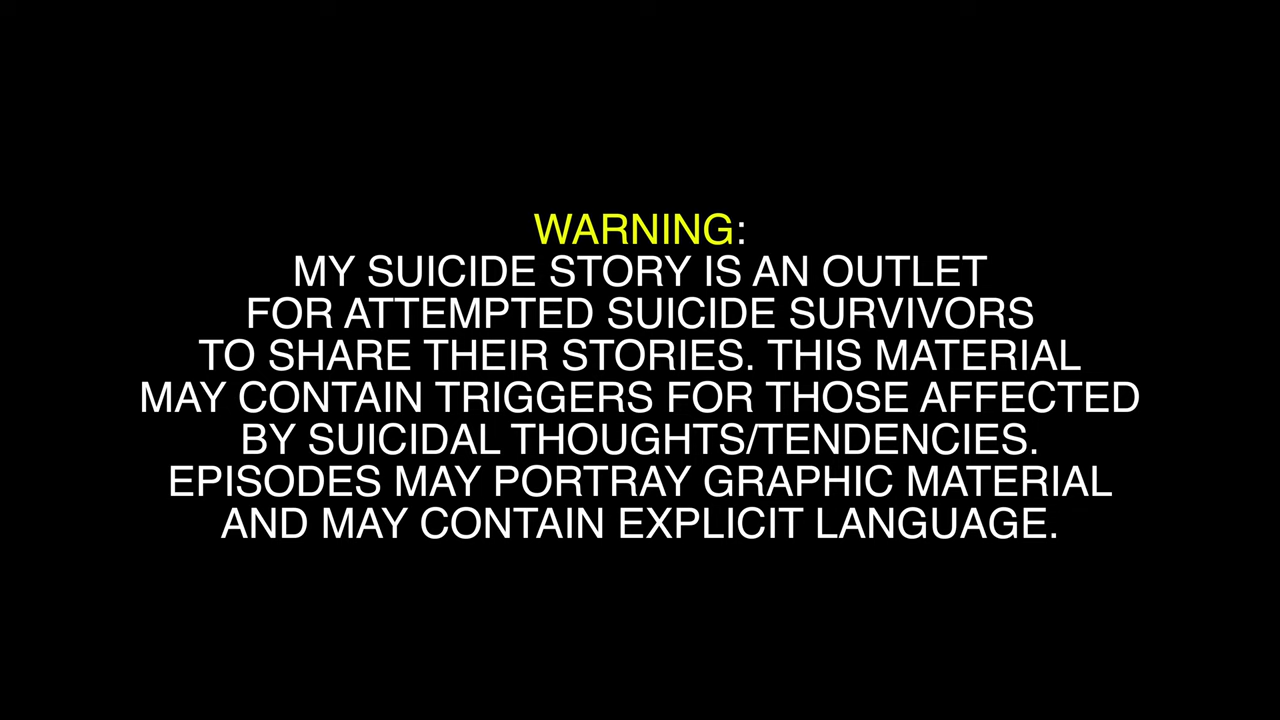 WARNING:
MY SUICIDE STORY IS AN OUTLET
FOR ATTEMPTED SUICIDE SURVIVORS
TO SHARE THEIR STORIES. THIS MATERIAL
MAY CONTAIN TRIGGERS FOR THOSE AFFECTED
BY SUICIDAL THOUGHTS/TENDENCIES.
EPISODES MAY PORTRAY GRAPHIC MATERIAL
AND MAY CONTAIN EXPLICIT LANGUAGE.